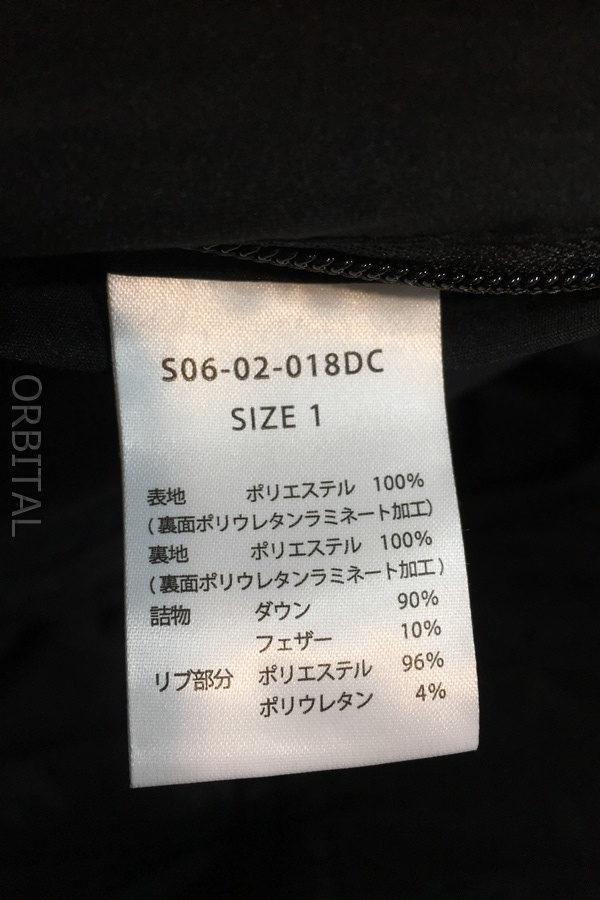 S06-02-018DC
SIZE 1
表地 ポリエステル 100%
(裏面ポリウレタンラミネート加工)
裏地 ポリエステル 100%
(裏面ポリウレタンラミネート加工)
詰物 ダウン 90%
フェザー 10%
リブ部分 ポリエステル 96%
ポリウレタン 4%
ORBITAL